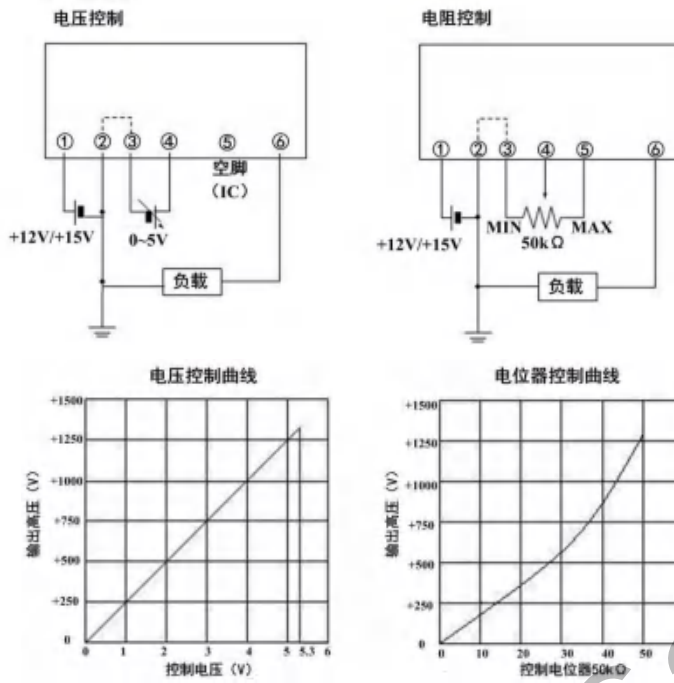 电压控制
① ② ③ ④ ⑤ ⑥
空脚
（IC）
+12V/+15V
0~5V
负载
电阻控制
① ② ③ ④ ⑤ ⑥
MIN
MAX
50kΩ
+12V/+15V
负载
电压控制曲线
+1500
+1250
+1000
+750
+500
+250
0
输出高压（V）
0 1 2 3 4 5 5.3 6
控制电压（V）
电位器控制曲线
+1500
+1250
+1000
+750
+500
+250
0
输出高压（V）
0 10 20 30 40 50
控制电位器50kΩ